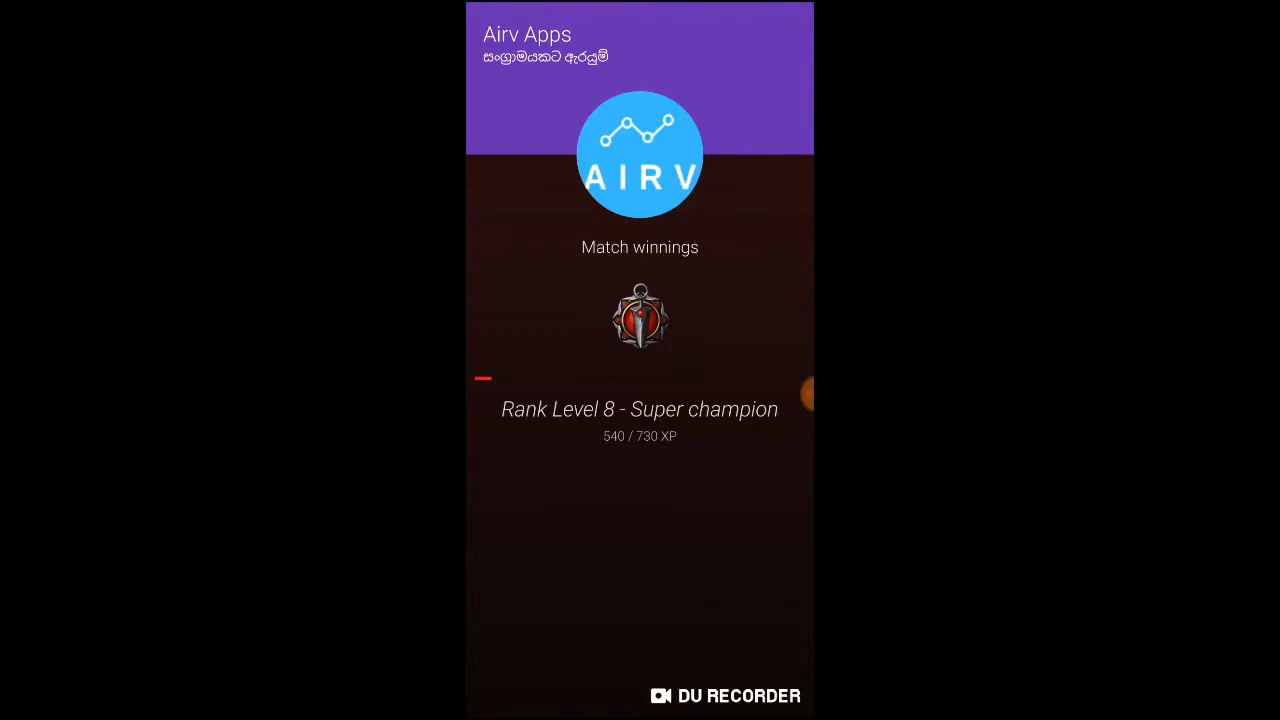 Airv Apps
සංග්‍රාමයකට ඇරයුම්
AIRV
Match winnings
Rank Level 8 - Super champion
540 / 730 XP
DU RECORDER